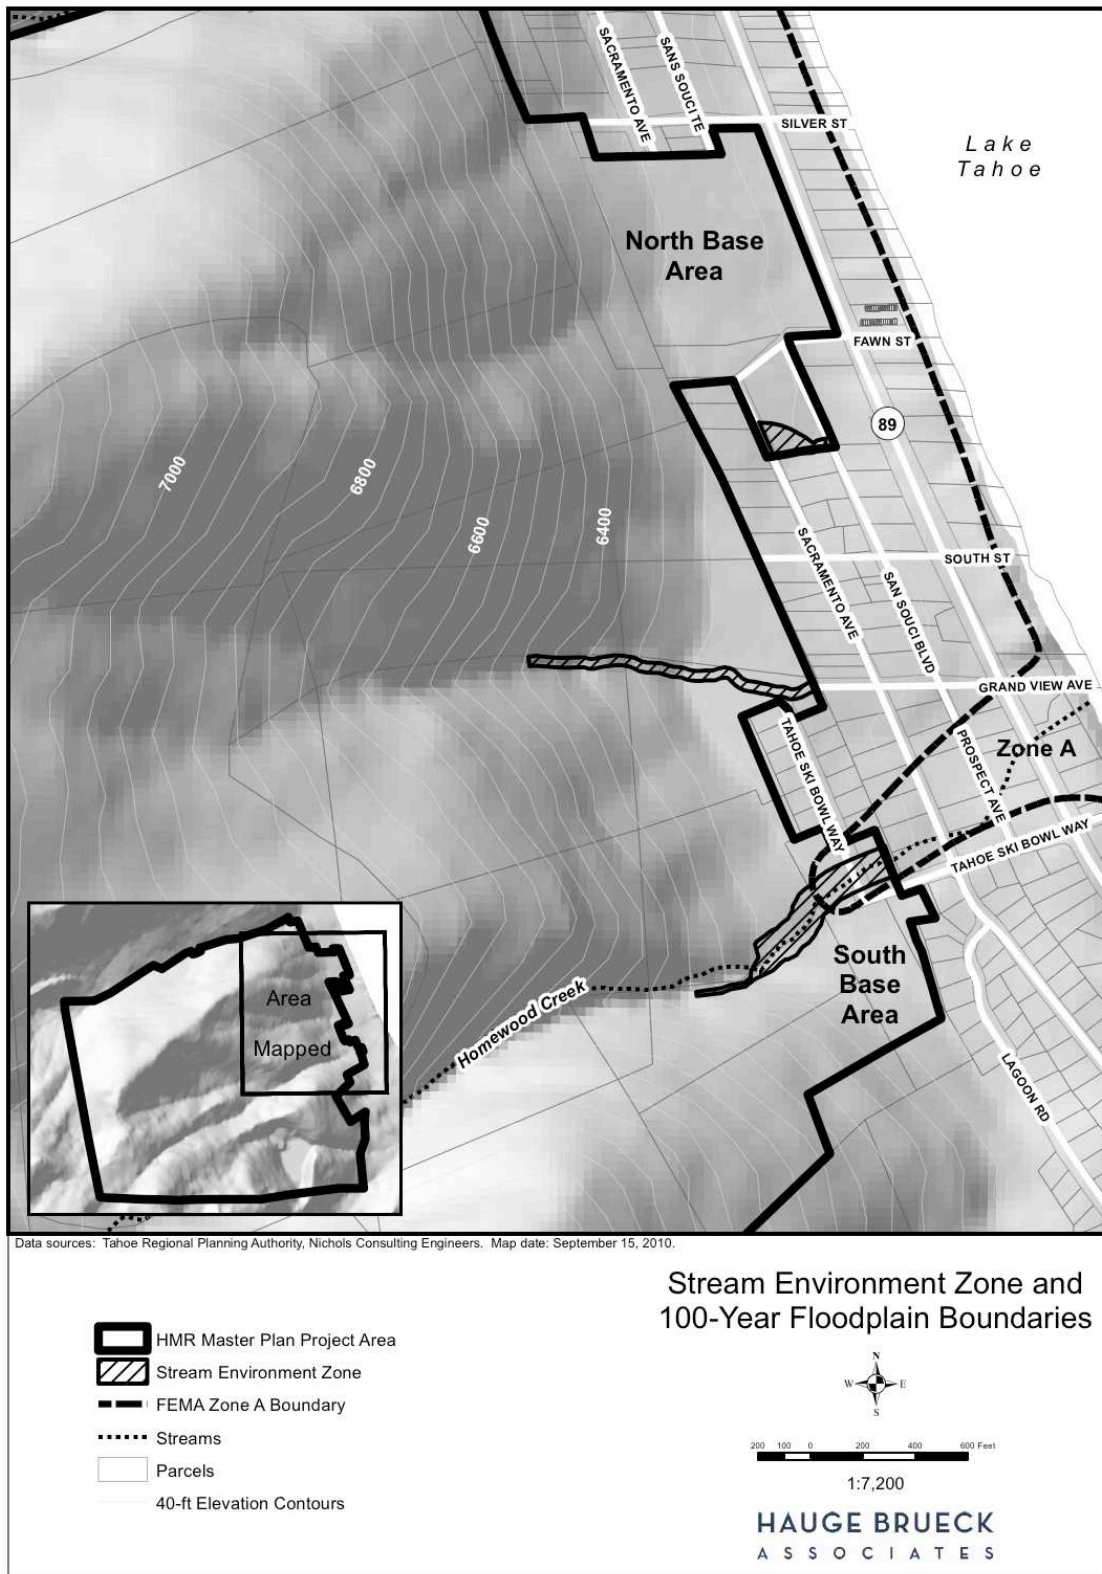 SACRAMENTO AVE
SANS SOUCI TE
SILVER ST
Lake
Tahoe
North Base
Area
FAWN ST
89
7000
6800
6600
6400
SACRAMENTO AVE
SOUTH ST
SAN SOUCI BLVD
GRAND VIEW AVE
TAHOE SKI BOWL WAY
PROSPECT AVE
Zone A
TAHOE SKI BOWL WAY
South
Base
Area
Homewood Creek
LAGOON RD
Area
Mapped
Data sources: Tahoe Regional Planning Authority, Nichols Consulting Engineers. Map date: September 15, 2010.
Stream Environment Zone and
100-Year Floodplain Boundaries
HMR Master Plan Project Area
Stream Environment Zone
FEMA Zone A Boundary
Streams
Parcels
40-ft Elevation Contours
N
W E
S
200 100 0 200 400 600 Feet
1:7,200
HAUGE BRUECK
ASSOCIATES